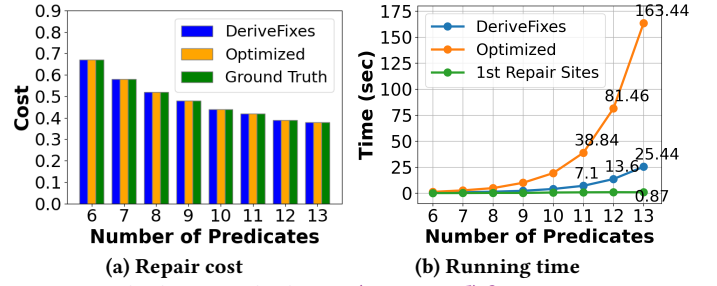 0.9
0.8
0.7
0.6
0.5
0.4
0.3
0.2
0.1
0.0
Cost
DeriveFixes
Optimized
Ground Truth
6 7 8 9 10 11 12 13
Number of Predicates
(a) Repair cost
175
150
125
100
75
50
25
0
Time (sec)
DeriveFixes
Optimized
1st Repair Sites
163.44
81.46
38.84
7.1
13.6
25.44
0.87
6 7 8 9 10 11 12 13
Number of Predicates
(b) Running time